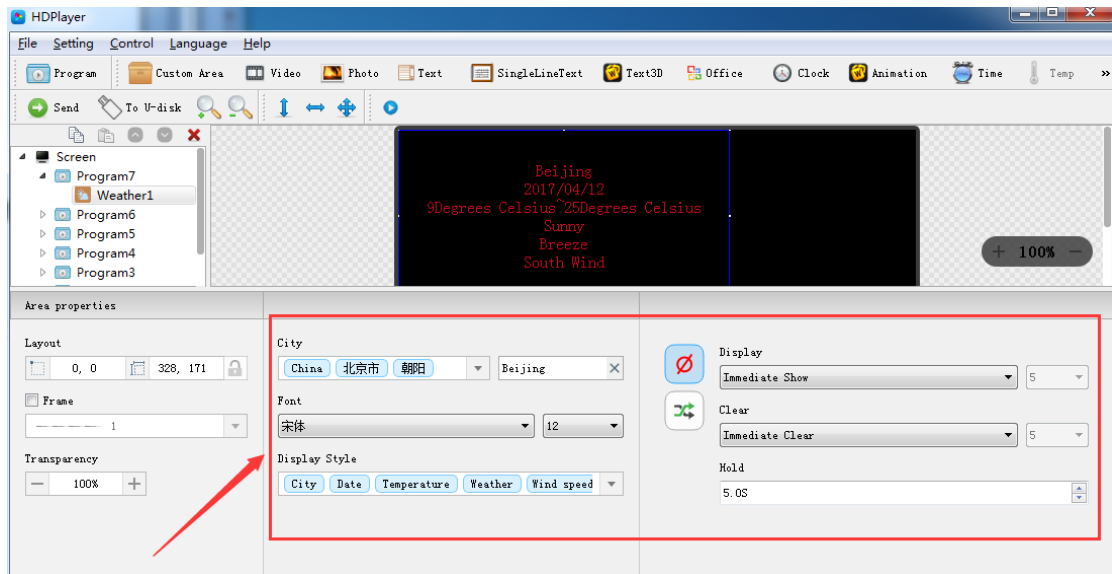 HDPlayer
File Setting Control Language Help
Program Custom Area Video Photo Text SingleLineText Text3D Office Clock Animation Time Temp »
Send To U-disk
Screen
Program7
Weather1
Program6
Program5
Program4
Program3
Beijing
2017/04/12
9Degrees Celsius~25Degrees Celsius
Sunny
Breeze
South Wind
+ 100% −
Area properties
Layout
0, 0 328, 171
Frame
1
Transparency
− 100% +
City
China 北京市 朝阳 Beijing
Font
宋体 12
Display Style
City Date Temperature Weather Wind speed
Display
Immediate Show 5
Clear
Immediate Clear 5
Hold
5.0S